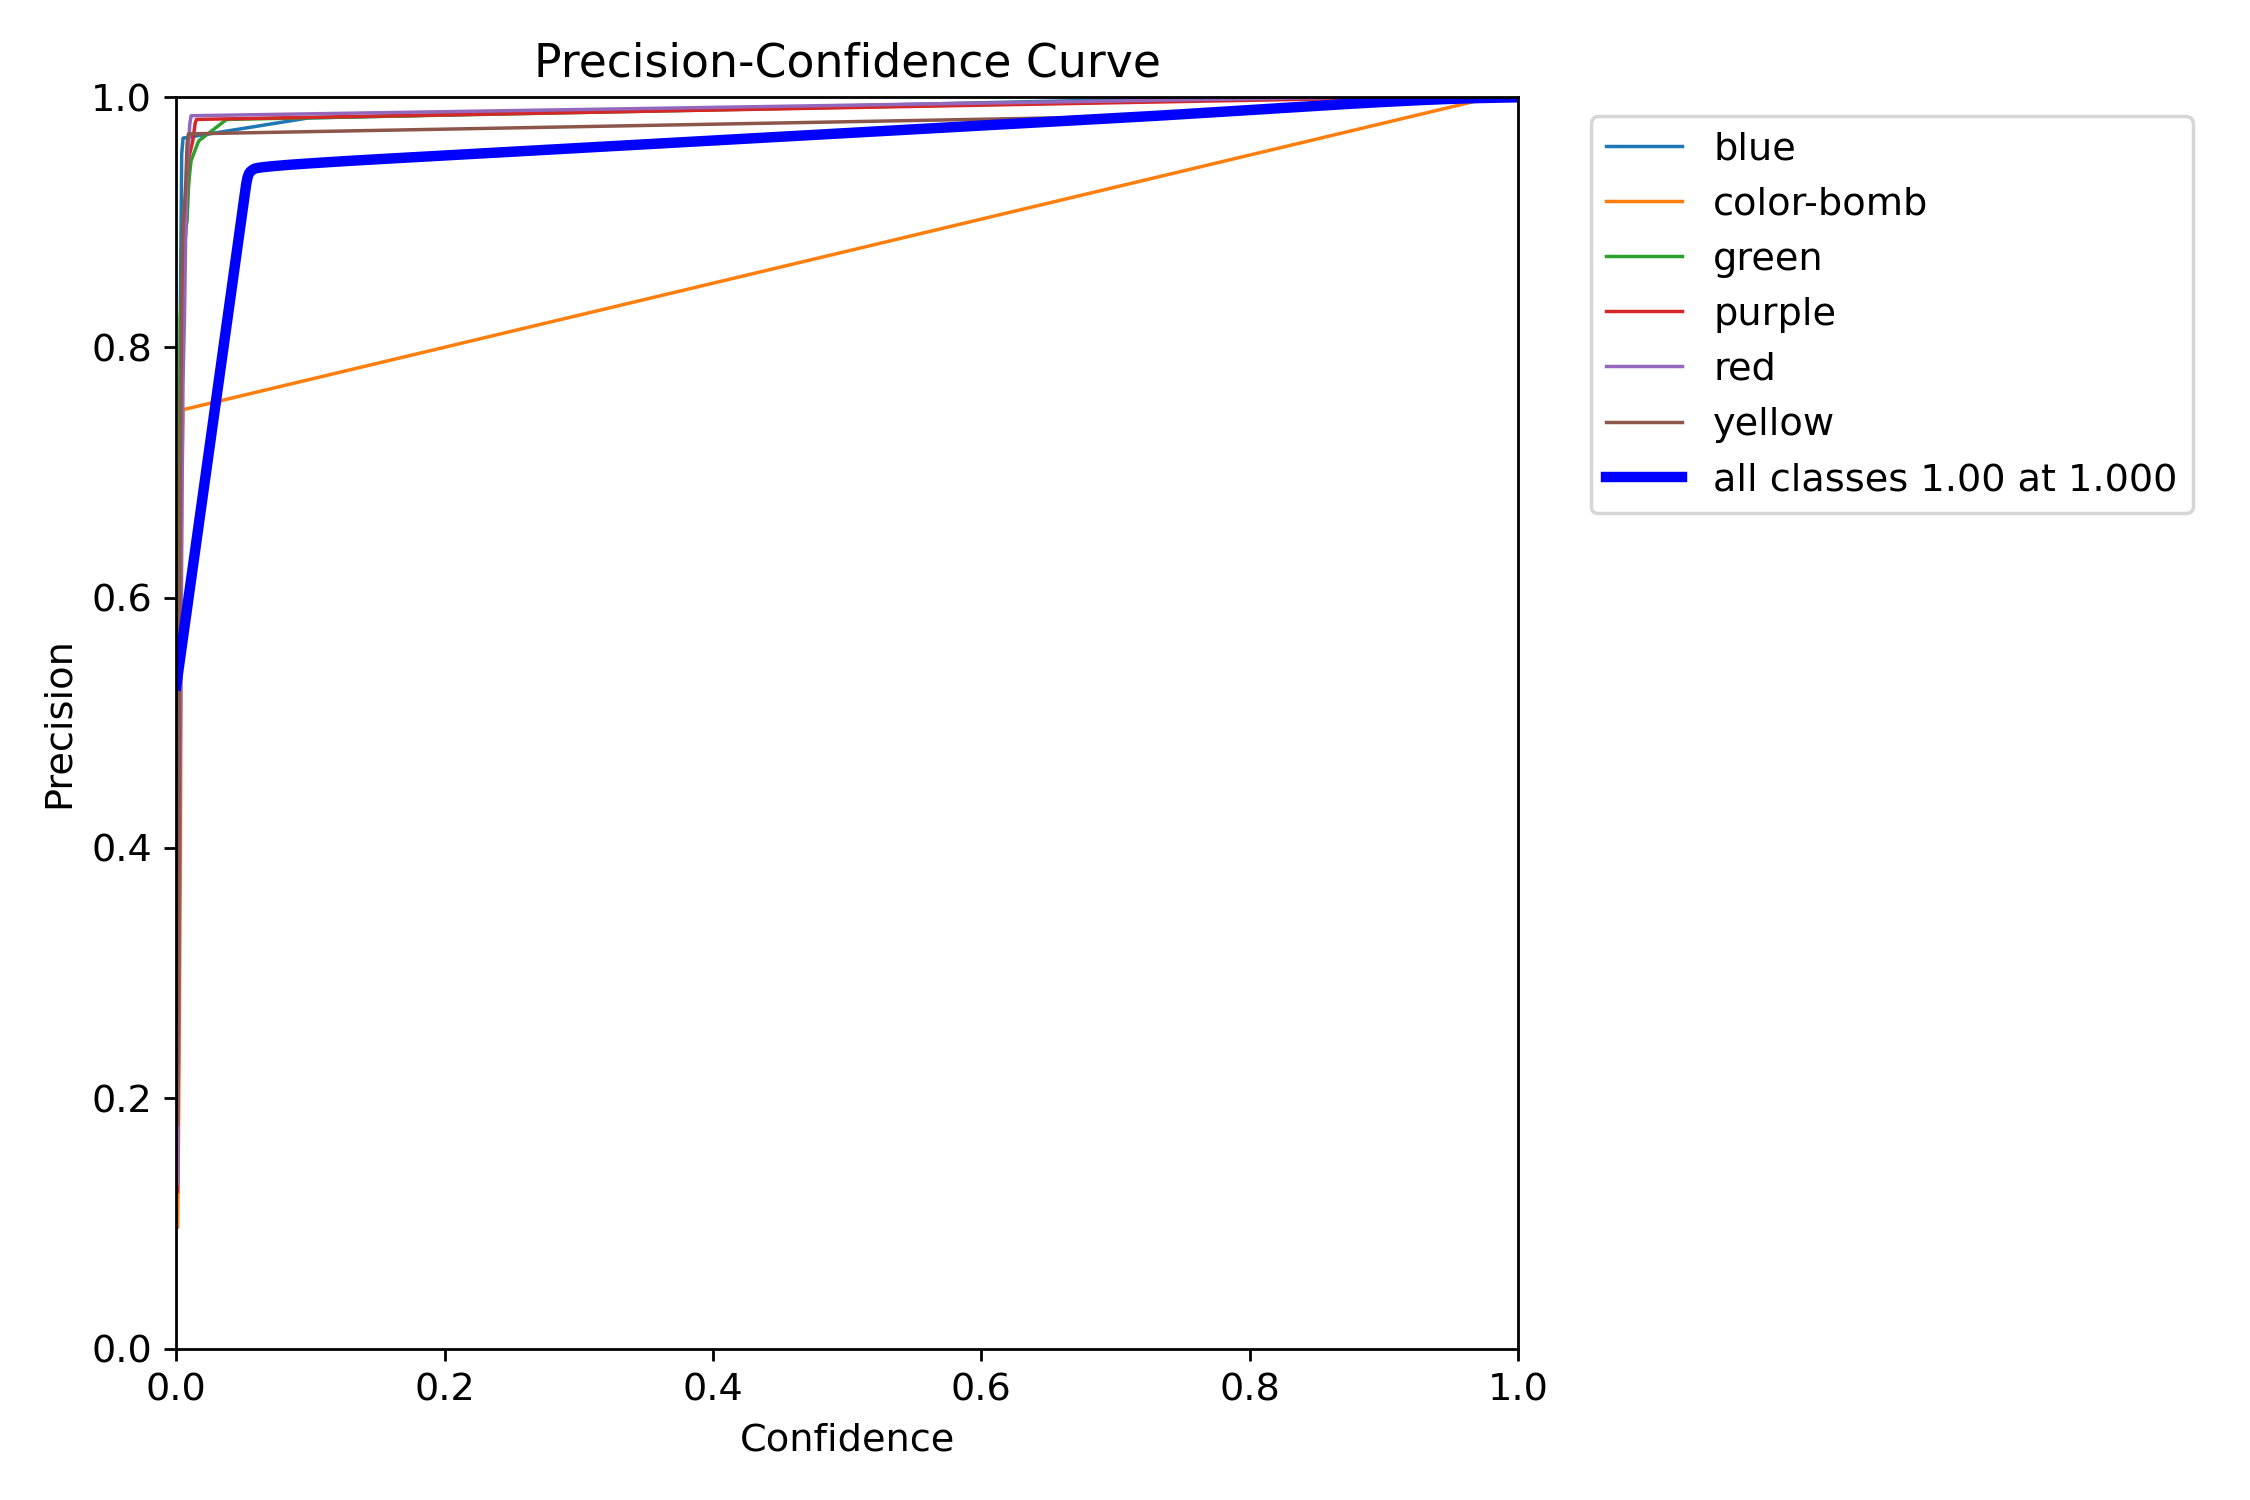 Precision-Confidence Curve
1.0
0.8
0.6
0.4
0.2
0.0
Precision
0.0 0.2 0.4 0.6 0.8 1.0
Confidence
blue
color-bomb
green
purple
red
yellow
all classes 1.00 at 1.000